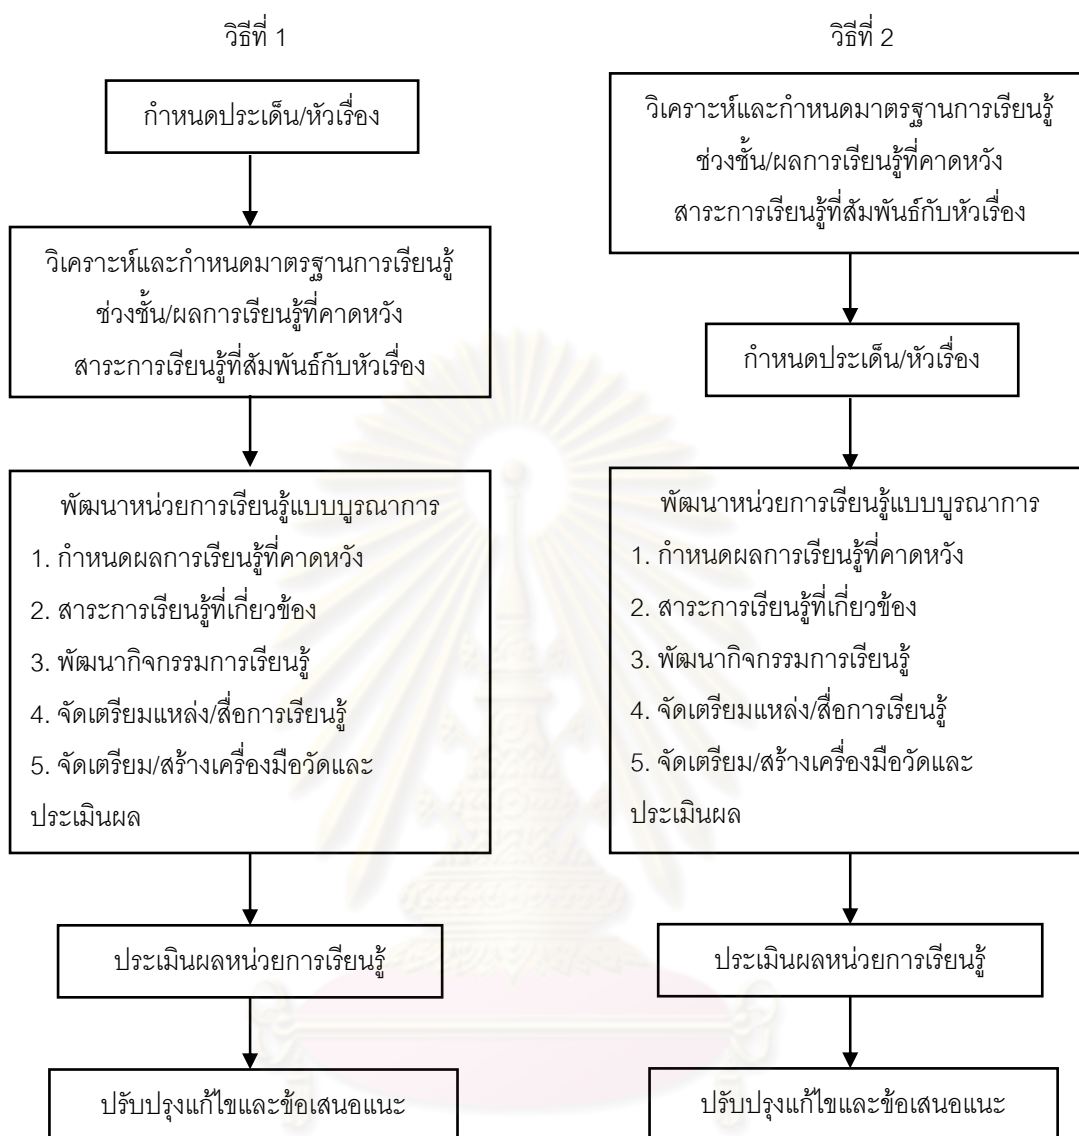 วิธีที่ 1
กำหนดประเด็น/หัวเรื่อง
วิเคราะห์และกำหนดมาตรฐานการเรียนรู้
ช่วงชั้น/ผลการเรียนรู้ที่คาดหวัง
สาระการเรียนรู้ที่สัมพันธ์กับหัวเรื่อง
พัฒนาหน่วยการเรียนรู้แบบบูรณาการ
1. กำหนดผลการเรียนรู้ที่คาดหวัง
2. สาระการเรียนรู้ที่เกี่ยวข้อง
3. พัฒนากิจกรรมการเรียนรู้
4. จัดเตรียมแหล่ง/สื่อการเรียนรู้
5. จัดเตรียม/สร้างเครื่องมือวัดและ
ประเมินผล
ประเมินผลหน่วยการเรียนรู้
ปรับปรุงแก้ไขและข้อเสนอแนะ
วิธีที่ 2
วิเคราะห์และกำหนดมาตรฐานการเรียนรู้
ช่วงชั้น/ผลการเรียนรู้ที่คาดหวัง
สาระการเรียนรู้ที่สัมพันธ์กับหัวเรื่อง
กำหนดประเด็น/หัวเรื่อง
พัฒนาหน่วยการเรียนรู้แบบบูรณาการ
1. กำหนดผลการเรียนรู้ที่คาดหวัง
2. สาระการเรียนรู้ที่เกี่ยวข้อง
3. พัฒนากิจกรรมการเรียนรู้
4. จัดเตรียมแหล่ง/สื่อการเรียนรู้
5. จัดเตรียม/สร้างเครื่องมือวัดและ
ประเมินผล
ประเมินผลหน่วยการเรียนรู้
ปรับปรุงแก้ไขและข้อเสนอแนะ